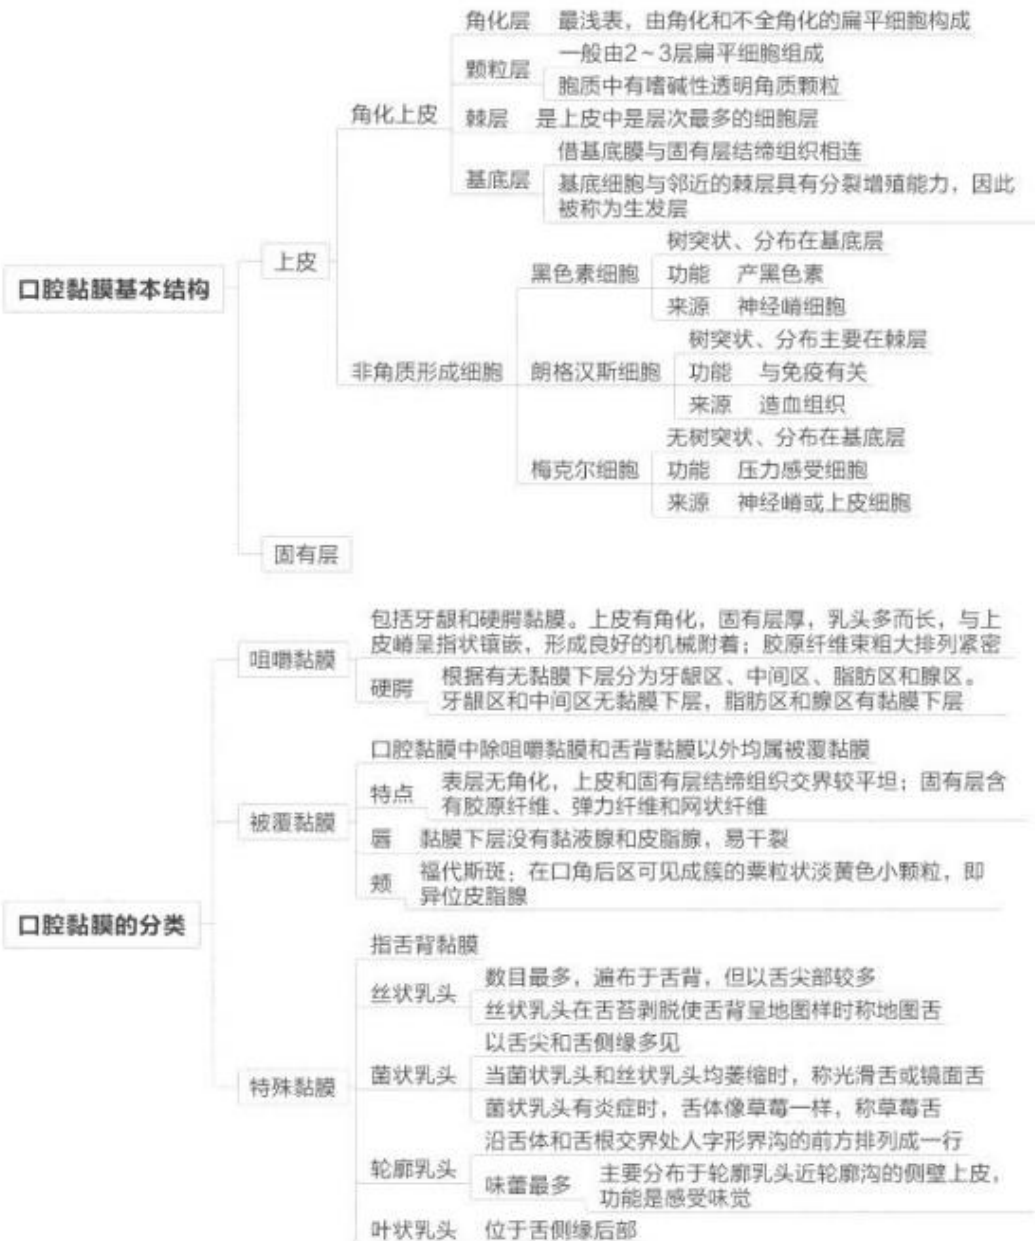 口腔黏膜基本结构
上皮
角化上皮
角化层 最浅表,由角化和不全角化的扁平细胞构成
颗粒层
一般由2~3层扁平细胞组成
胞质中有嗜碱性透明角质颗粒
棘层 是上皮中是层次最多的细胞层
基底层
借基底膜与固有层结缔组织相连
基底细胞与邻近的棘层具有分裂增殖能力,因此
被称为生发层
非角质形成细胞
黑色素细胞
树突状、分布在基底层
功能 产黑色素
来源 神经嵴细胞
朗格汉斯细胞
树突状、分布主要在棘层
功能 与免疫有关
来源 造血组织
梅克尔细胞
无树突状、分布在基底层
功能 压力感受细胞
来源 神经嵴或上皮细胞
固有层
口腔黏膜的分类
咀嚼黏膜
包括牙龈和硬腭黏膜。上皮有角化,固有层厚,乳头多而长,与上
皮嵴呈指状镶嵌,形成良好的机械附着;胶原纤维束粗大排列紧密
硬腭
根据有无黏膜下层分为牙龈区、中间区、脂肪区和腺区。
牙龈区和中间区无黏膜下层,脂肪区和腺区有黏膜下层
被覆黏膜
口腔黏膜中除咀嚼黏膜和舌背黏膜以外均属被覆黏膜
特点
表层无角化,上皮和固有层结缔组织交界较平坦;固有层含
有胶原纤维、弹力纤维和网状纤维
唇 黏膜下层没有黏液腺和皮脂腺,易干裂
颊
福代斯斑:在口角后区可见成簇的粟粒状淡黄色小颗粒,即
异位皮脂腺
特殊黏膜
指舌背黏膜
丝状乳头
数目最多,遍布于舌背,但以舌尖部较多
丝状乳头在舌苔剥脱使舌背呈地图样时称地图舌
菌状乳头
以舌尖和舌侧缘多见
当菌状乳头和丝状乳头均萎缩时,称光滑舌或镜面舌
菌状乳头有炎症时,舌体像草莓一样,称草莓舌
轮廓乳头
沿舌体和舌根交界处人字形界沟的前方排列成一行
味蕾最多
主要分布于轮廓乳头近轮廓沟的侧壁上皮,
功能是感受味觉
叶状乳头 位于舌侧缘后部